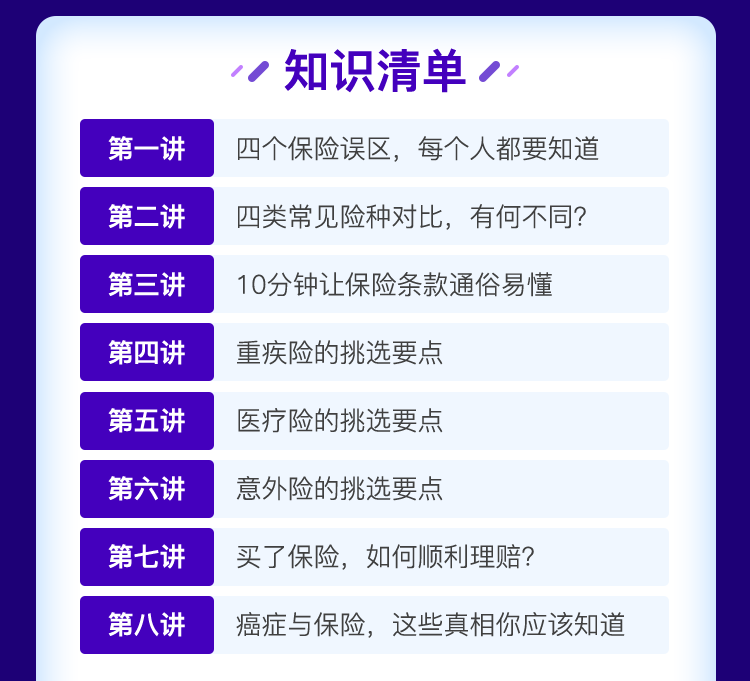 知识清单
第一讲 四个保险误区，每个人都要知道
第二讲 四类常见险种对比，有何不同？
第三讲 10分钟让保险条款通俗易懂
第四讲 重疾险的挑选要点
第五讲 医疗险的挑选要点
第六讲 意外险的挑选要点
第七讲 买了保险，如何顺利理赔？
第八讲 癌症与保险，这些真相你应该知道